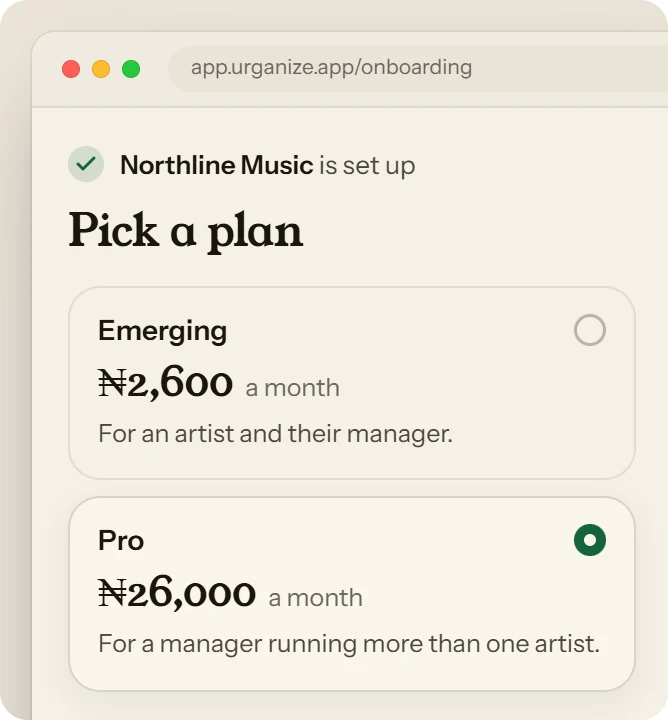 app.urganize.app/onboarding
Northline Music is set up
Pick a plan
Emerging
₦2,600 a month
For an artist and their manager.
Pro
₦26,000 a month
For a manager running more than one artist.